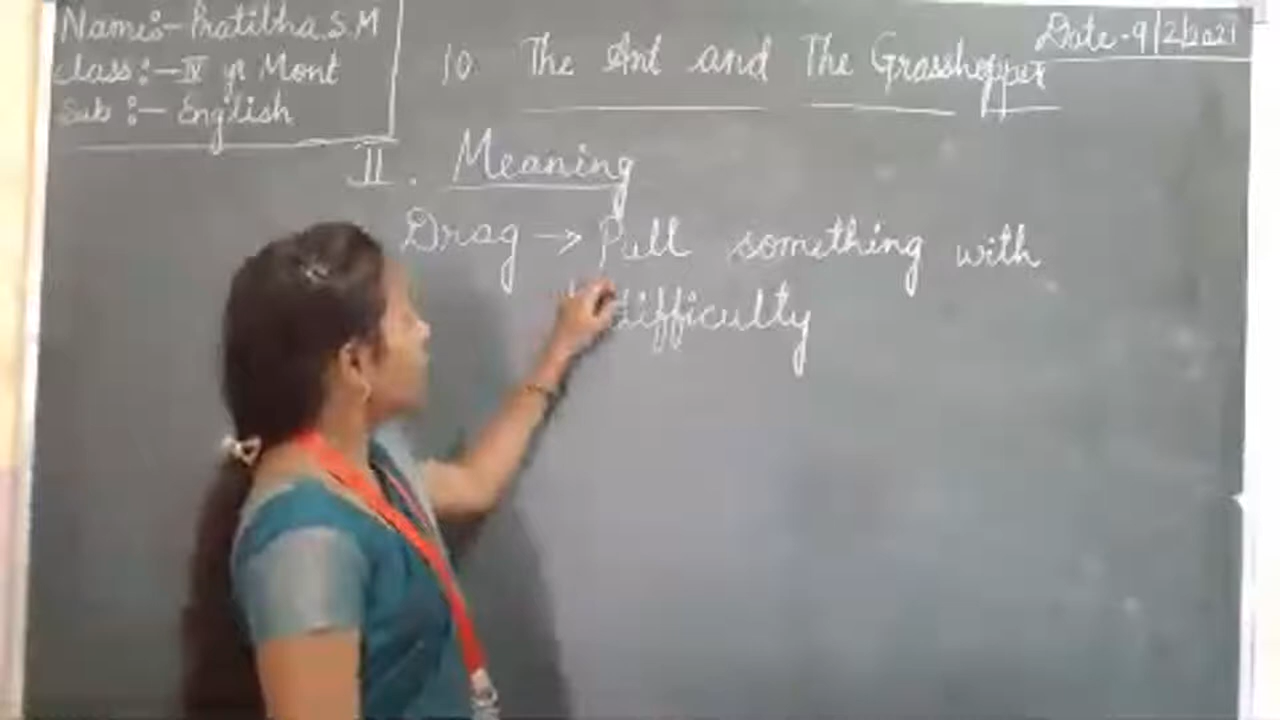 Name:- Pratibha.S.M
Class:- IV yr Mont
Sub :- English
Date-9/2/2021
10 The Ant and The Grasshopper
II. Meaning
Drag → Pull something with
difficulty